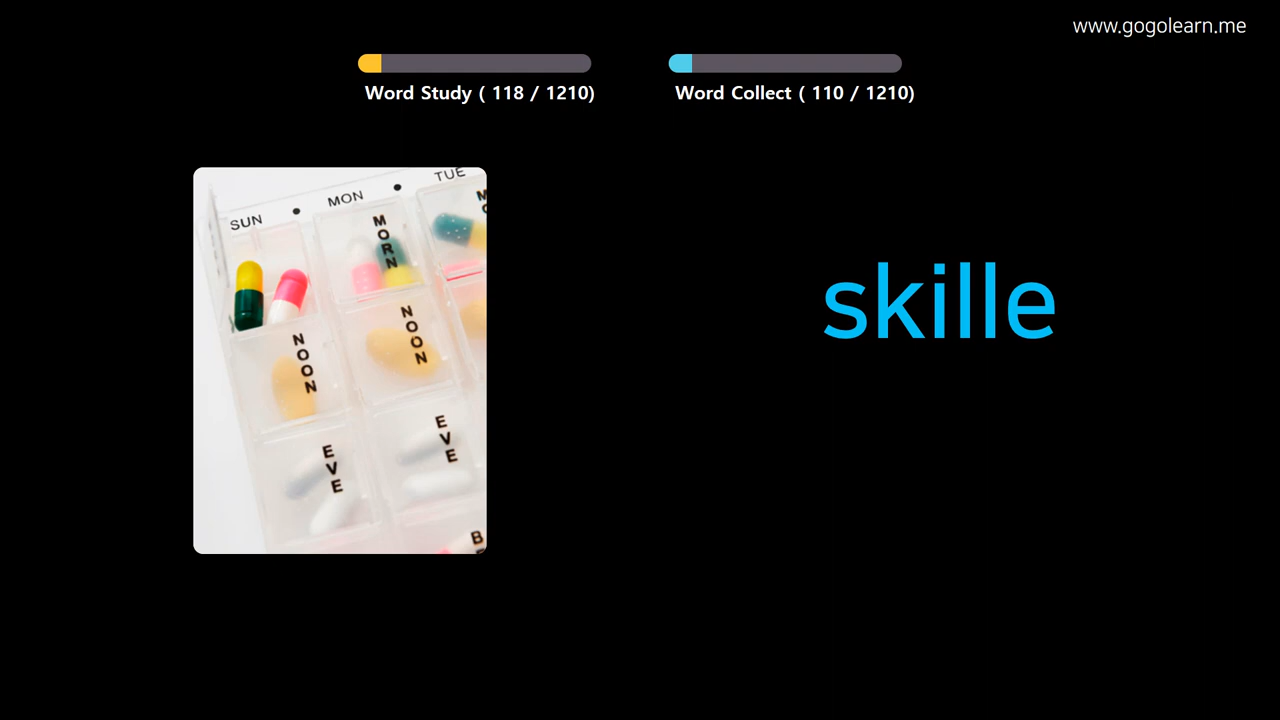 www.gogolearn.me
Word Study ( 118 / 1210)
Word Collect ( 110 / 1210)
SUN • MON • TUE
MORN
NOON
NOON
EVE
EVE
skille